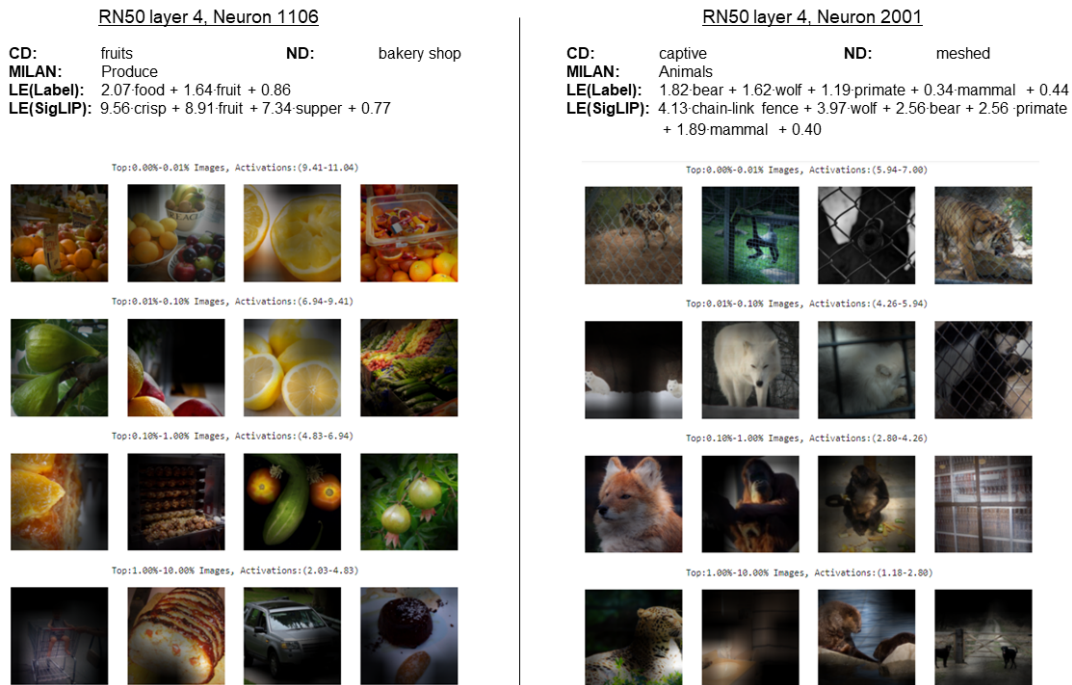 RN50 layer 4, Neuron 1106
CD: fruits ND: bakery shop
MILAN: Produce
LE(Label): 2.07·food + 1.64·fruit + 0.86
LE(SigLIP): 9.56·crisp + 8.91·fruit + 7.34·supper + 0.77
Top:0.00%-0.01% Images, Activations:(9.41-11.04)
Top:0.01%-0.10% Images, Activations:(6.94-9.41)
Top:0.10%-1.00% Images, Activations:(4.83-6.94)
Top:1.00%-10.00% Images, Activations:(2.03-4.83)
RN50 layer 4, Neuron 2001
CD: captive ND: meshed
MILAN: Animals
LE(Label): 1.82·bear + 1.62·wolf + 1.19·primate + 0.34·mammal + 0.44
LE(SigLIP): 4.13·chain-link fence + 3.97·wolf + 2.56·bear + 2.56 ·primate
+ 1.89·mammal + 0.40
Top:0.00%-0.01% Images, Activations:(5.94-7.00)
Top:0.01%-0.10% Images, Activations:(4.26-5.94)
Top:0.10%-1.00% Images, Activations:(2.80-4.26)
Top:1.00%-10.00% Images, Activations:(1.18-2.80)